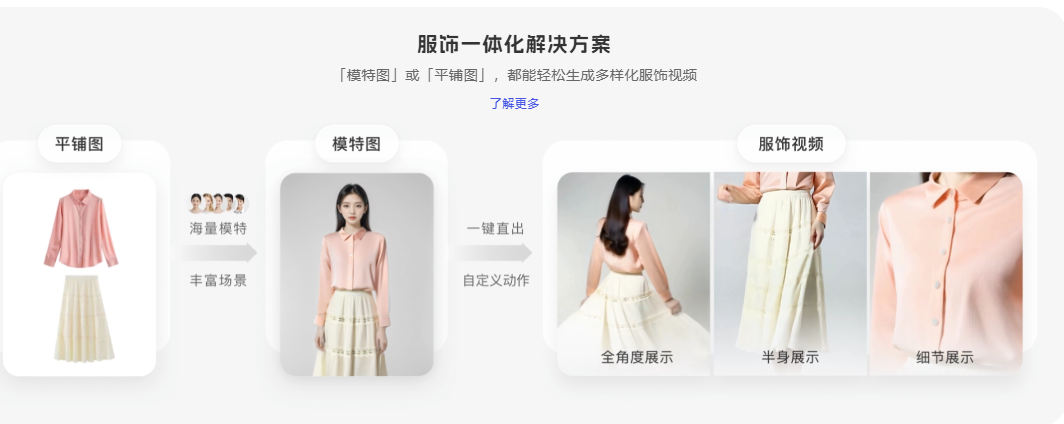 服饰一体化解决方案
「模特图」或「平铺图」，都能轻松生成多样化服饰视频
了解更多
平铺图
模特图
服饰视频
海量模特
丰富场景
一键直出
自定义动作
全角度展示
半身展示
细节展示